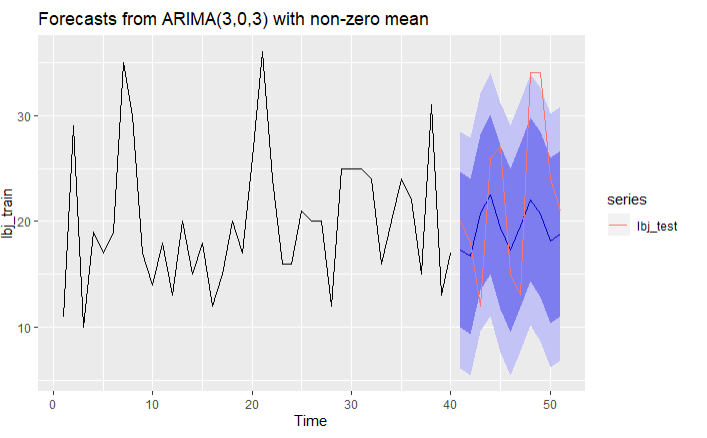 Forecasts from ARIMA(3,0,3) with non-zero mean
30
20
10
lbj_train
0
10
20
30
40
50
Time
series
lbj_test